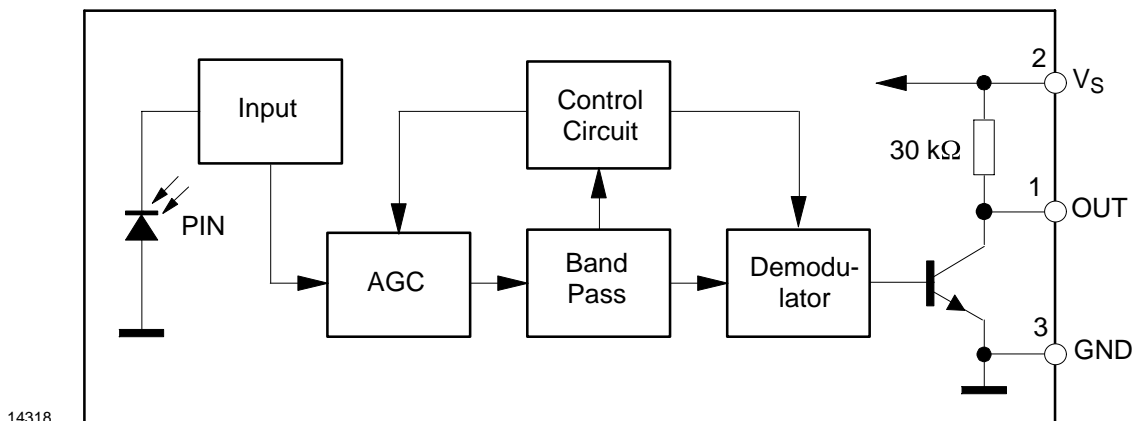 Input
PIN
AGC
Control
Circuit
Band
Pass
Demodu-
lator
30 kΩ
2
VS
1
OUT
3
GND
14318